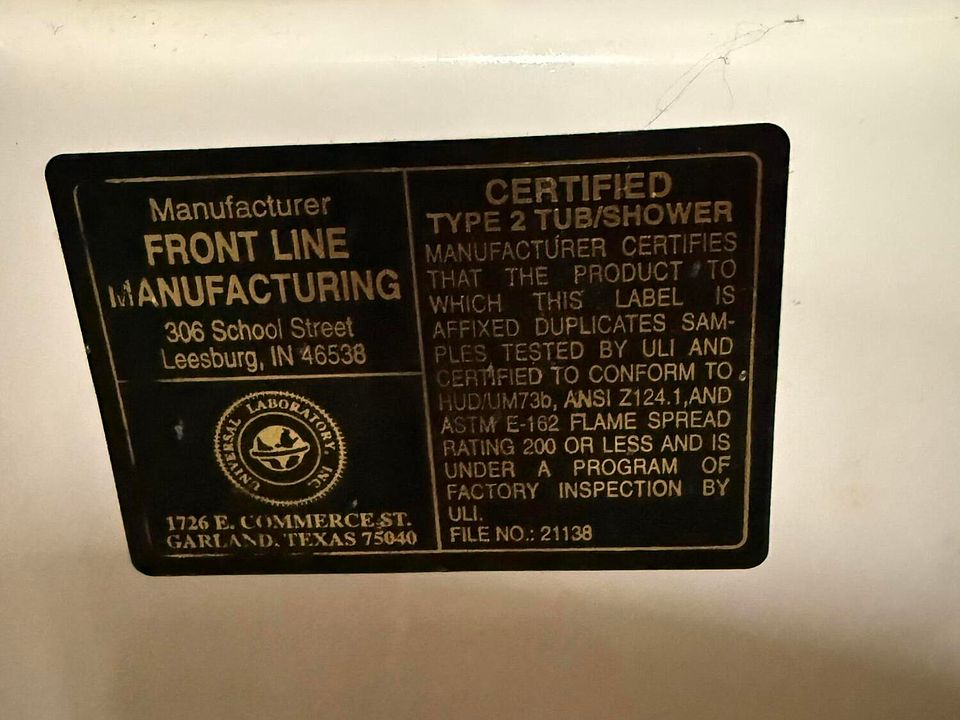 Manufacturer
FRONT LINE
MANUFACTURING
306 School Street
Leesburg, IN 46538
UNIVERSAL LABORATORY, INC.
1726 E. COMMERCE ST.
GARLAND, TEXAS 75040
CERTIFIED
TYPE 2 TUB/SHOWER
MANUFACTURER CERTIFIES
THAT THE PRODUCT TO
WHICH THIS LABEL IS
AFFIXED DUPLICATES SAM-
PLES TESTED BY ULI AND
CERTIFIED TO CONFORM TO
HUD/UM73b, ANSI Z124.1,AND
ASTM E-162 FLAME SPREAD
RATING 200 OR LESS AND IS
UNDER A PROGRAM OF
FACTORY INSPECTION BY
ULI.
FILE NO.: 21138